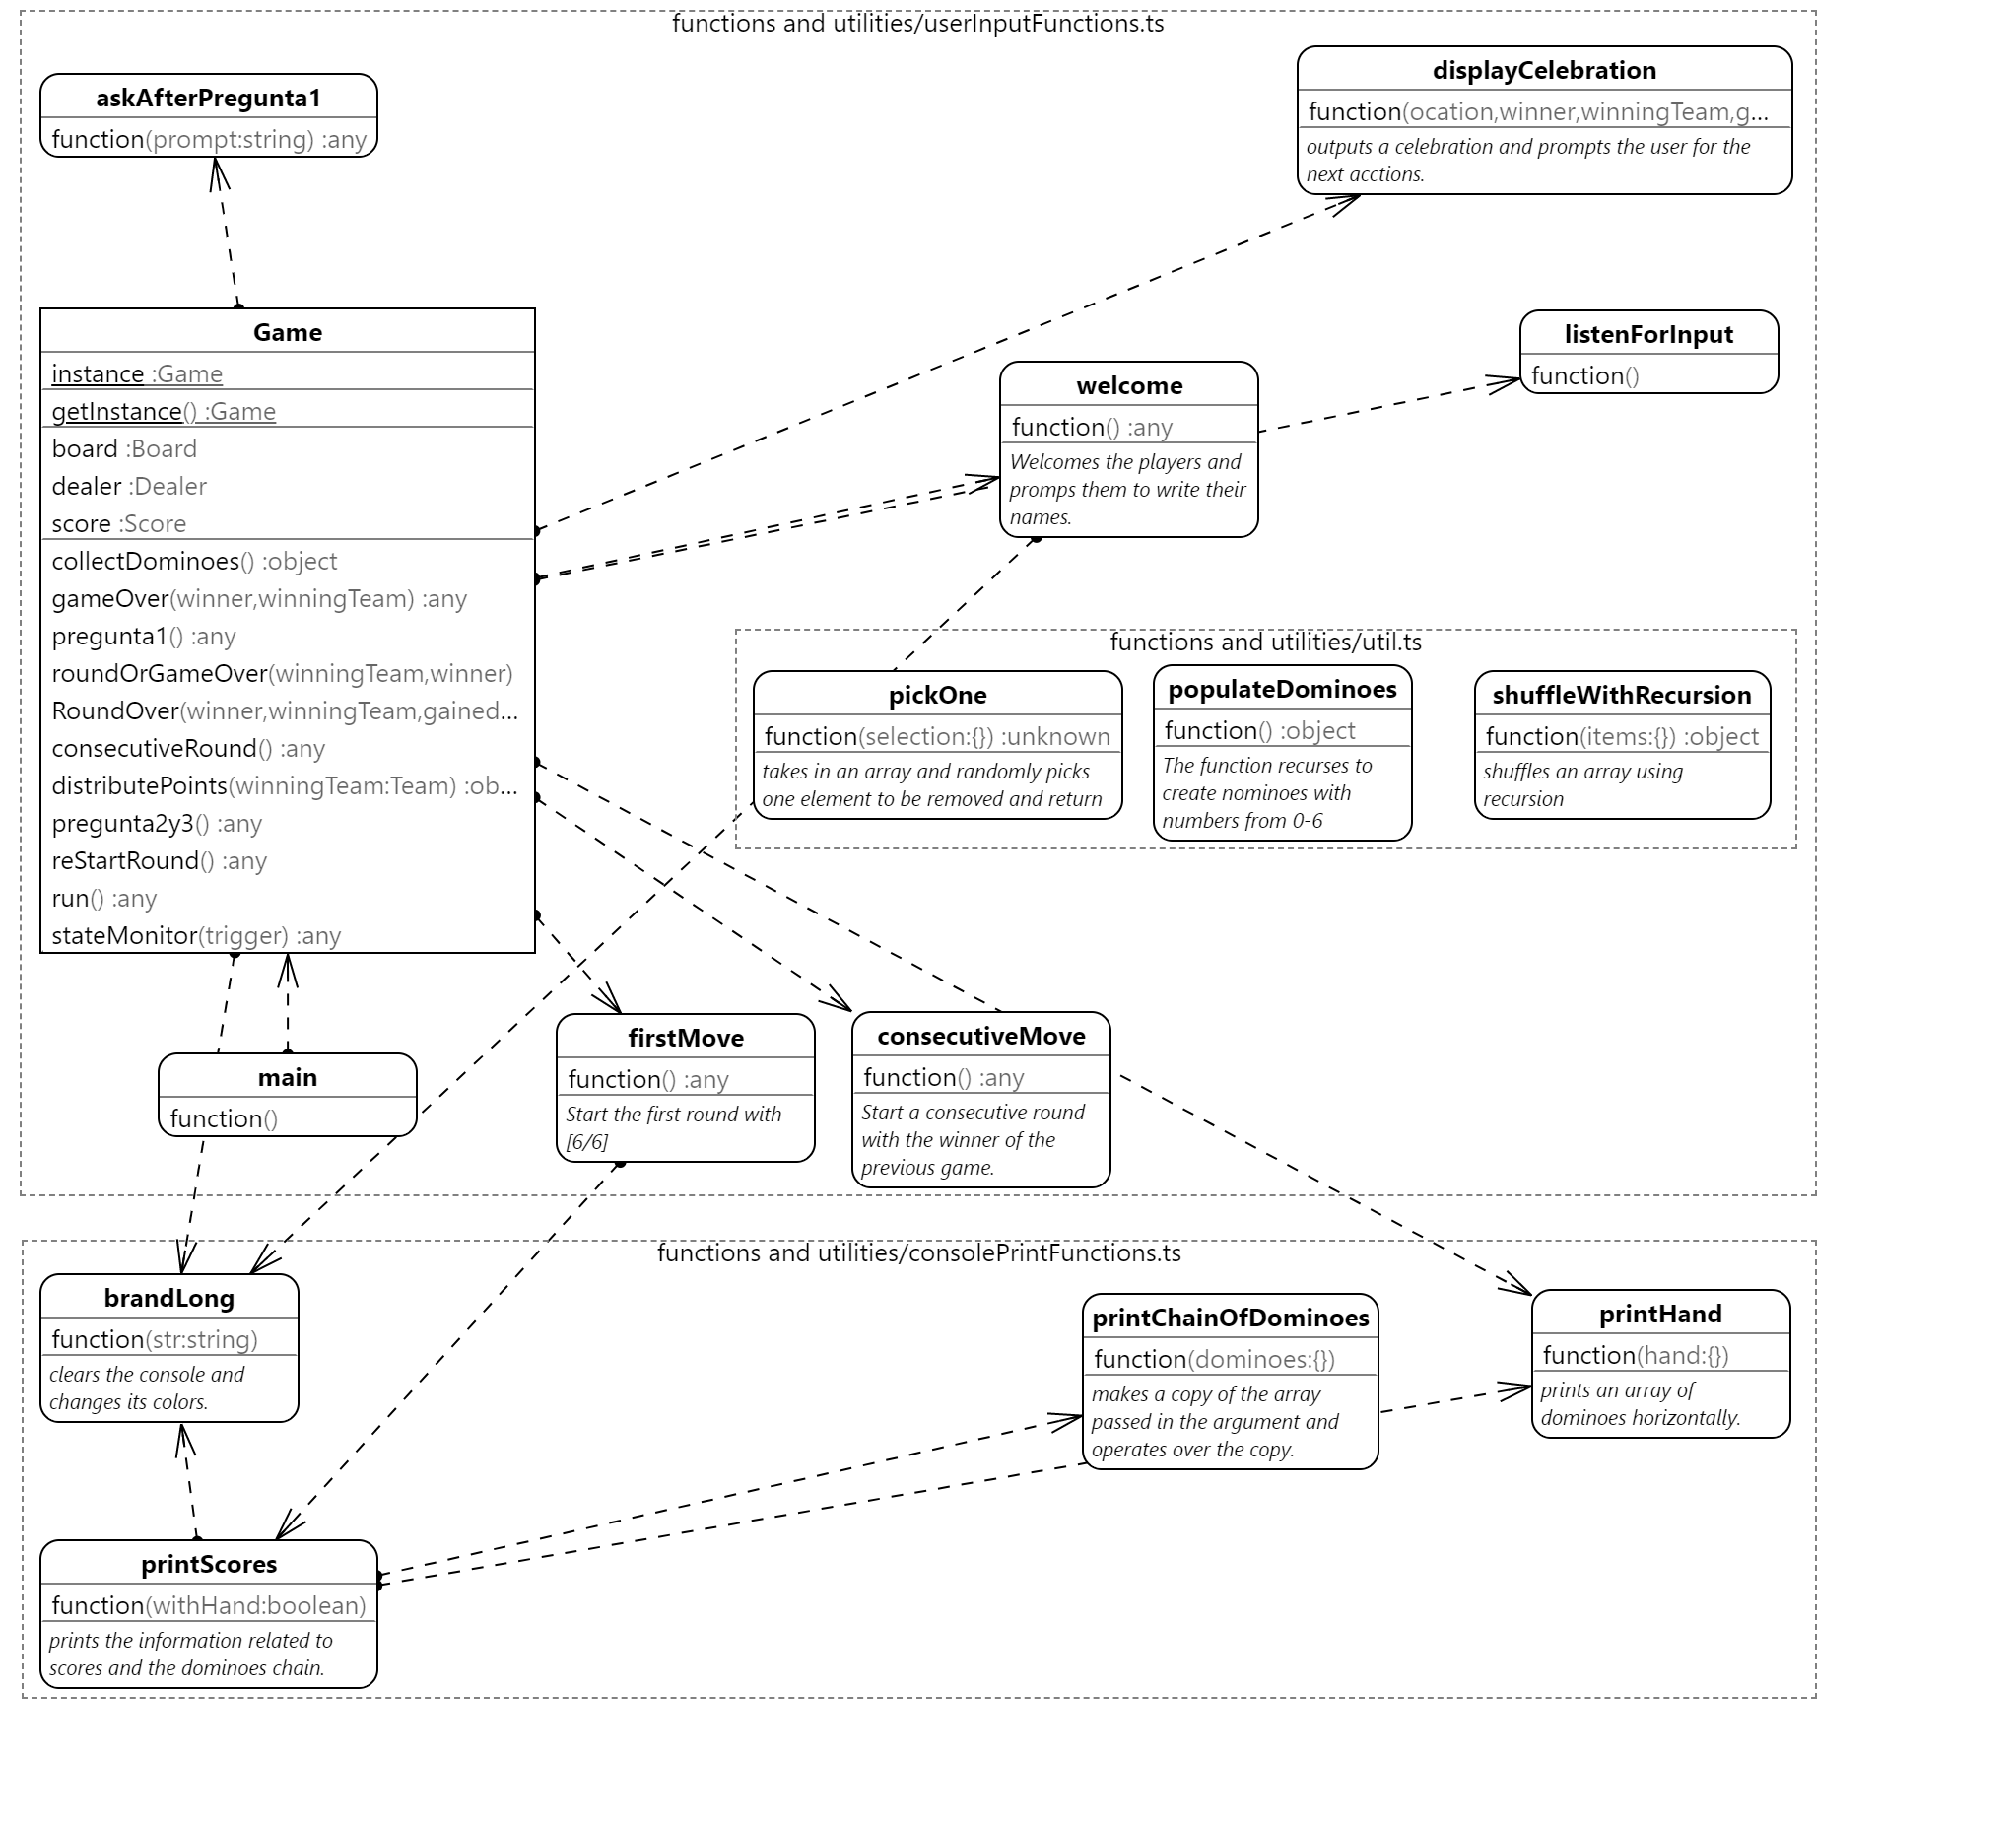 functions and utilities/userInputFunctions.ts
askAfterPregunta1
function(prompt:string) :any
displayCelebration
function(ocation,winner,winningTeam,g...
outputs a celebration and prompts the user for the
next acctions.
Game
instance :Game
getInstance() :Game
board :Board
dealer :Dealer
score :Score
collectDominoes() :object
gameOver(winner,winningTeam) :any
pregunta1() :any
roundOrGameOver(winningTeam,winner)
RoundOver(winner,winningTeam,gained...
consecutiveRound() :any
distributePoints(winningTeam:Team) :ob...
pregunta2y3() :any
reStartRound() :any
run() :any
stateMonitor(trigger) :any
welcome
function() :any
Welcomes the players and
promps them to write their
names.
listenForInput
function()
functions and utilities/util.ts
pickOne
function(selection:{}) :unknown
takes in an array and randomly picks
one element to be removed and return
populateDominoes
function() :object
The function recurses to
create nominoes with
numbers from 0-6
shuffleWithRecursion
function(items:{}) :object
shuffles an array using
recursion
main
function()
firstMove
function() :any
Start the first round with
[6/6]
consecutiveMove
function() :any
Start a consecutive round
with the winner of the
previous game.
functions and utilities/consolePrintFunctions.ts
brandLong
function(str:string)
clears the console and
changes its colors.
printChainOfDominoes
function(dominoes:{})
makes a copy of the array
passed in the argument and
operates over the copy.
printHand
function(hand:{})
prints an array of
dominoes horizontally.
printScores
function(withHand:boolean)
prints the information related to
scores and the dominoes chain.